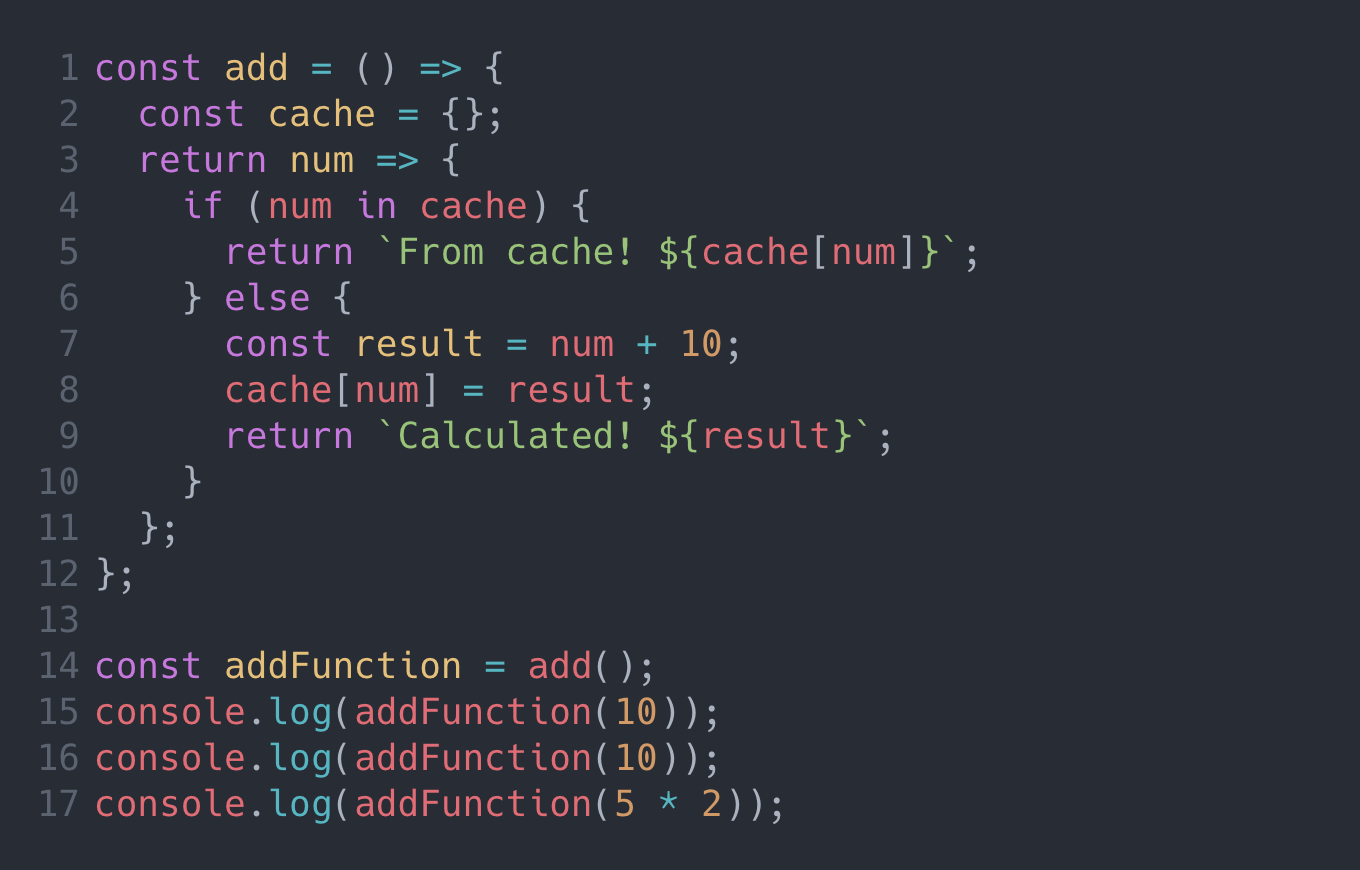 1 const add = () => {
2   const cache = {};
3   return num => {
4     if (num in cache) {
5       return `From cache! ${cache[num]}`;
6     } else {
7       const result = num + 10;
8       cache[num] = result;
9       return `Calculated! ${result}`;
10     }
11   };
12 };
13
14 const addFunction = add();
15 console.log(addFunction(10));
16 console.log(addFunction(10));
17 console.log(addFunction(5 * 2));